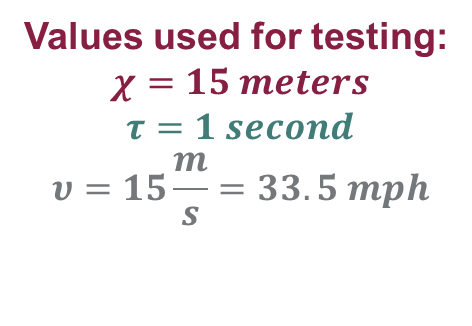 Values used for testing:
χ = 15 meters
τ = 1 second
υ = 15 m/s = 33.5 mph